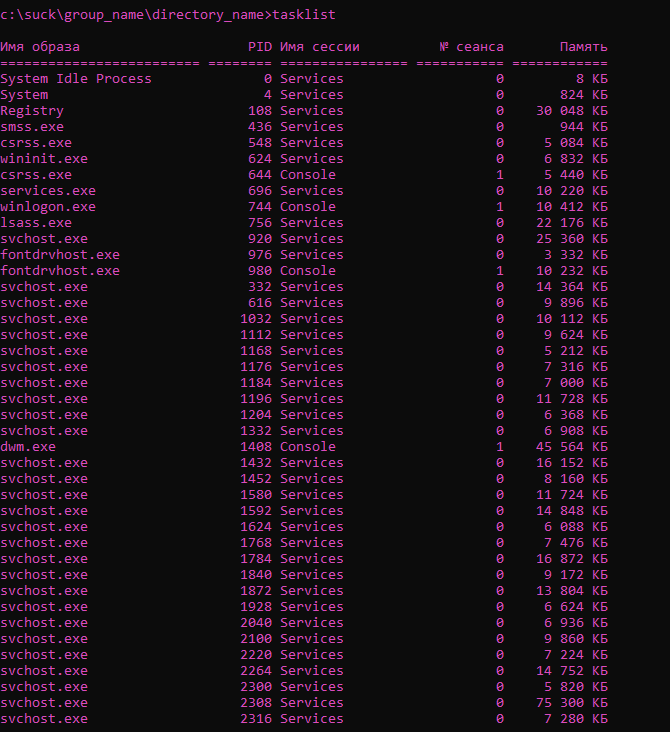 c:\suck\group_name\directory_name>tasklist
Имя образа                     PID Имя сессии          № сеанса       Память
========================= ======== ================ =========== ============
System Idle Process              0 Services                   0         8 КБ
System                           4 Services                   0       824 КБ
Registry                       108 Services                   0    30 048 КБ
smss.exe                       436 Services                   0       944 КБ
csrss.exe                      548 Services                   0     5 084 КБ
wininit.exe                    624 Services                   0     6 832 КБ
csrss.exe                      644 Console                    1     5 440 КБ
services.exe                   696 Services                   0    10 220 КБ
winlogon.exe                   744 Console                    1    10 412 КБ
lsass.exe                      756 Services                   0    22 176 КБ
svchost.exe                    920 Services                   0    25 360 КБ
fontdrvhost.exe                976 Services                   0     3 332 КБ
fontdrvhost.exe                980 Console                    1    10 232 КБ
svchost.exe                    332 Services                   0    14 364 КБ
svchost.exe                    616 Services                   0     9 896 КБ
svchost.exe                   1032 Services                   0    10 112 КБ
svchost.exe                   1112 Services                   0     9 624 КБ
svchost.exe                   1168 Services                   0     5 212 КБ
svchost.exe                   1176 Services                   0     7 316 КБ
svchost.exe                   1184 Services                   0     7 000 КБ
svchost.exe                   1196 Services                   0    11 728 КБ
svchost.exe                   1204 Services                   0     6 368 КБ
svchost.exe                   1332 Services                   0     6 908 КБ
dwm.exe                       1408 Console                    1    45 564 КБ
svchost.exe                   1432 Services                   0    16 152 КБ
svchost.exe                   1452 Services                   0     8 160 КБ
svchost.exe                   1580 Services                   0    11 724 КБ
svchost.exe                   1592 Services                   0    14 848 КБ
svchost.exe                   1624 Services                   0     6 088 КБ
svchost.exe                   1768 Services                   0     7 476 КБ
svchost.exe                   1784 Services                   0    16 872 КБ
svchost.exe                   1840 Services                   0     9 172 КБ
svchost.exe                   1872 Services                   0    13 804 КБ
svchost.exe                   1928 Services                   0     6 624 КБ
svchost.exe                   2040 Services                   0     6 936 КБ
svchost.exe                   2100 Services                   0     9 860 КБ
svchost.exe                   2220 Services                   0     7 224 КБ
svchost.exe                   2264 Services                   0    14 752 КБ
svchost.exe                   2300 Services                   0     5 820 КБ
svchost.exe                   2308 Services                   0    75 300 КБ
svchost.exe                   2316 Services                   0     7 280 КБ